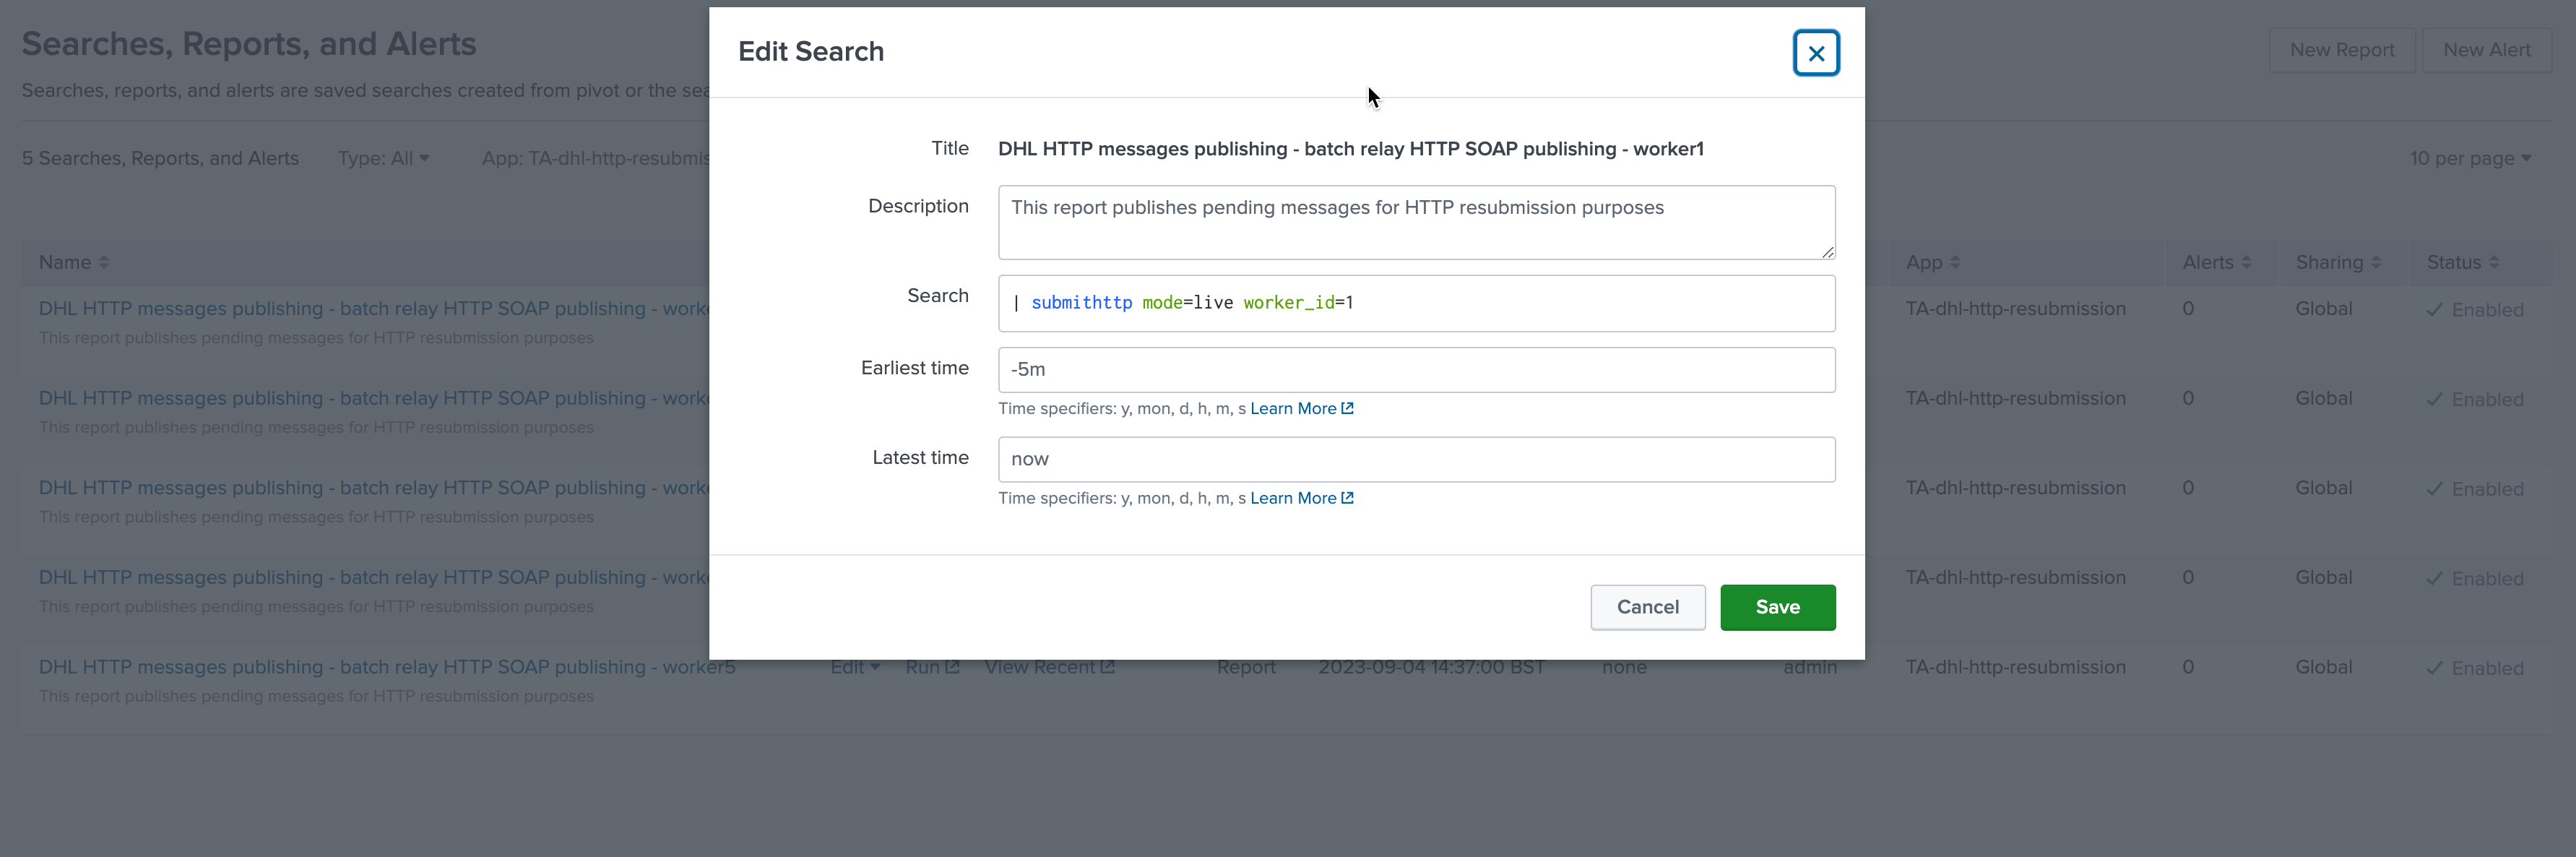 Searches, Reports, and Alerts
New Report
New Alert
Searches, reports, and alerts are saved searches created from pivot or the
5 Searches, Reports, and Alerts
Type: All
App:
10 per page
Name
App
Alerts
Sharing
Status
DHL HTTP messages publishing - batch relay HTTP SOAP publishing -
This report publishes pending messages for HTTP resubmission purposes
TA-dhl-http-resubmission
0
Global
Enabled
DHL HTTP messages publishing - batch relay HTTP SOAP publishing -
This report publishes pending messages for HTTP resubmission purposes
TA-dhl-http-resubmission
0
Global
Enabled
DHL HTTP messages publishing - batch relay HTTP SOAP publishing -
This report publishes pending messages for HTTP resubmission purposes
TA-dhl-http-resubmission
0
Global
Enabled
DHL HTTP messages publishing - batch relay HTTP SOAP publishing -
This report publishes pending messages for HTTP resubmission purposes
TA-dhl-http-resubmission
0
Global
Enabled
DHL HTTP messages publishing - batch relay HTTP SOAP publishing - worker5
This report publishes pending messages for HTTP resubmission purposes
Edit
Run
View Recent
Report
2023-09-04 14:37:00 BST
none
admin
TA-dhl-http-resubmission
0
Global
Enabled
Edit Search
Title
DHL HTTP messages publishing - batch relay HTTP SOAP publishing - worker1
Description
This report publishes pending messages for HTTP resubmission purposes
Search
| submithttp mode=live worker_id=1
Earliest time
-5m
Time specifiers: y, mon, d, h, m, s Learn More
Latest time
now
Time specifiers: y, mon, d, h, m, s Learn More
Cancel
Save